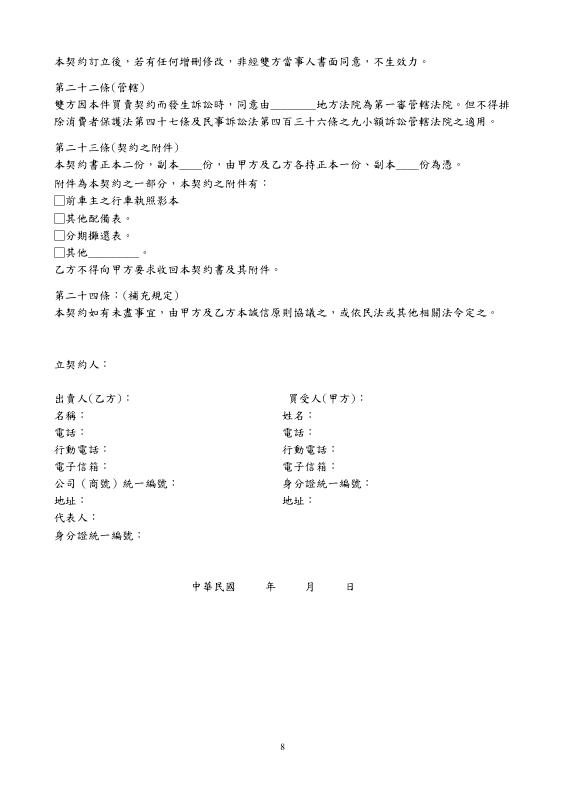 本契約訂立後，若有任何增刪修改，非經雙方當事人書面同意，不生效力。
第二十二條(管轄)
雙方因本件買賣契約而發生訴訟時，同意由________地方法院為第一審管轄法院。但不得排
除消費者保護法第四十七條及民事訴訟法第四百三十六條之九小額訴訟管轄法院之適用。
第二十三條(契約之附件)
本契約書正本二份，副本____份，由甲方及乙方各持正本一份、副本____份為憑。
附件為本契約之一部分，本契約之附件有：
□前車主之行車執照影本
□其他配備表。
□分期攤還表。
□其他_________。
乙方不得向甲方要求收回本契約書及其附件。
第二十四條：(補充規定)
本契約如有未盡事宜，由甲方及乙方本誠信原則協議之，或依民法或其他相關法令定之。
立契約人：
出賣人(乙方)： 買受人(甲方)：
名稱： 姓名：
電話： 電話：
行動電話： 行動電話：
電子信箱： 電子信箱：
公司（商號）統一編號： 身分證統一編號：
地址： 地址：
代表人：
身分證統一編號：
中華民國 年 月 日
8